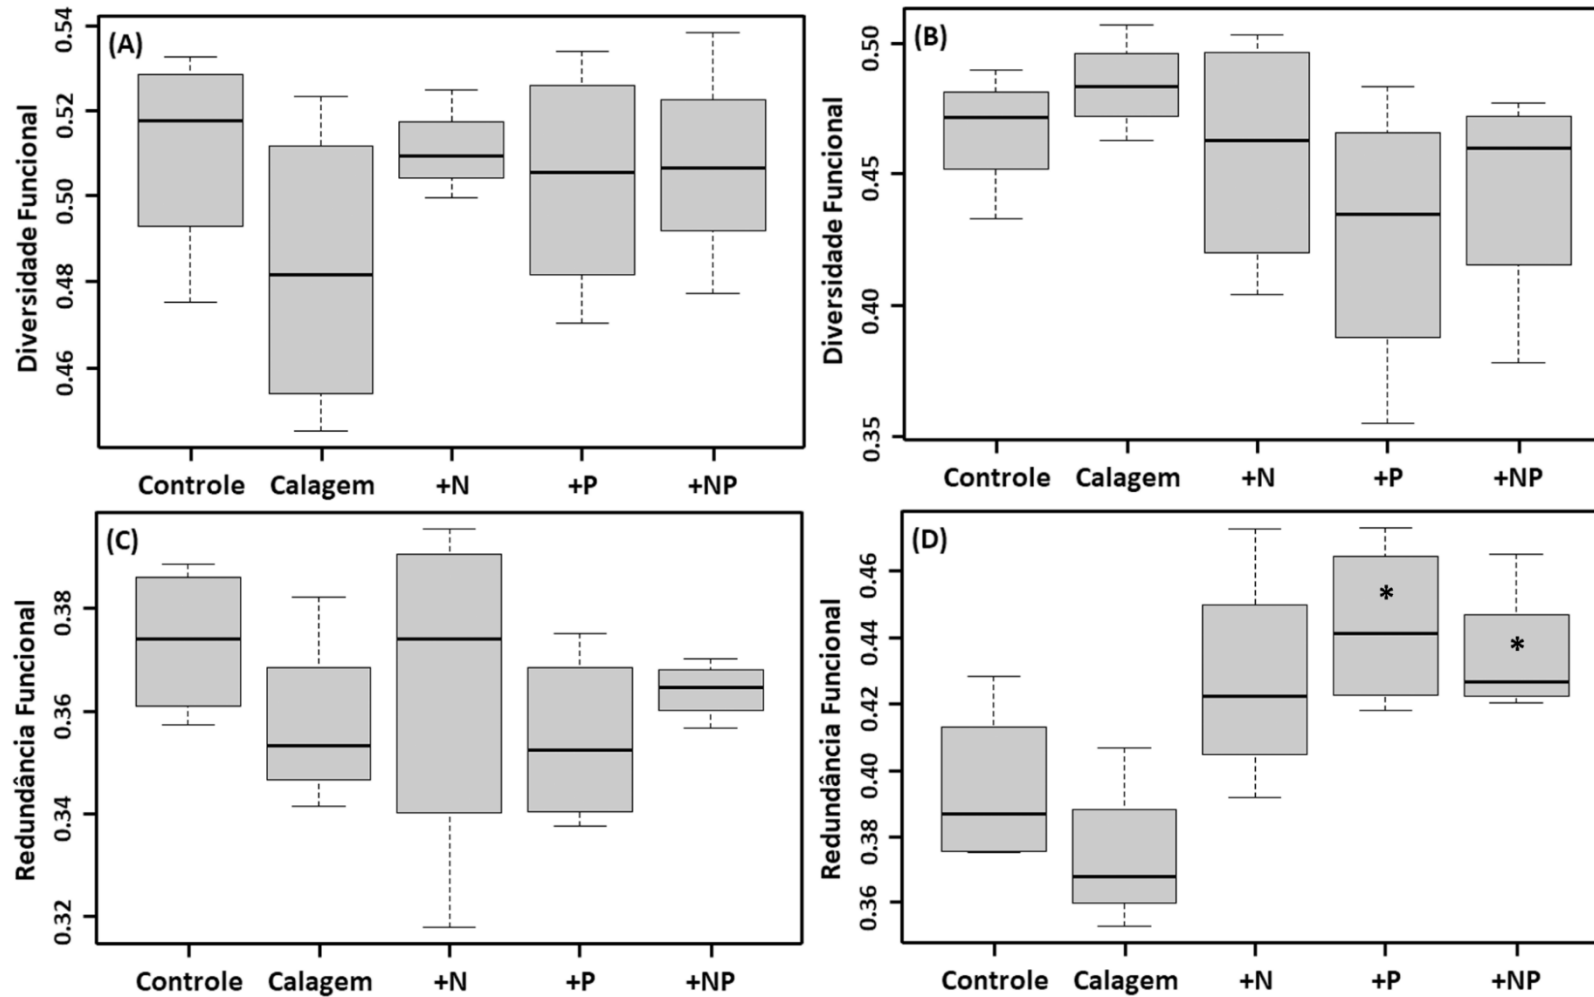 (A)
Diversidade Funcional
0.54
0.52
0.50
0.48
0.46
Controle Calagem +N +P +NP
(B)
Diversidade Funcional
0.50
0.45
0.40
0.35
Controle Calagem +N +P +NP
(C)
Redundância Funcional
0.38
0.36
0.34
0.32
Controle Calagem +N +P +NP
(D)
Redundância Funcional
0.46
0.44
0.42
0.40
0.38
0.36
*
*
Controle Calagem +N +P +NP